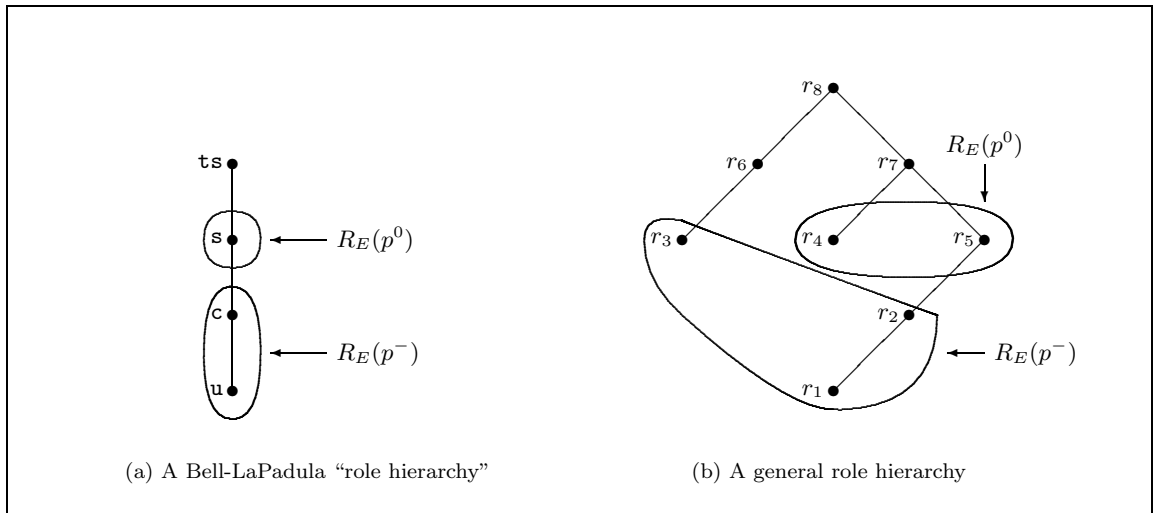 ts
s
c
u
R_E(p^0)
R_E(p^-)
(a) A Bell-LaPadula “role hierarchy”
r_8
r_6
r_7
R_E(p^0)
r_3
r_4
r_5
r_2
R_E(p^-)
r_1
(b) A general role hierarchy